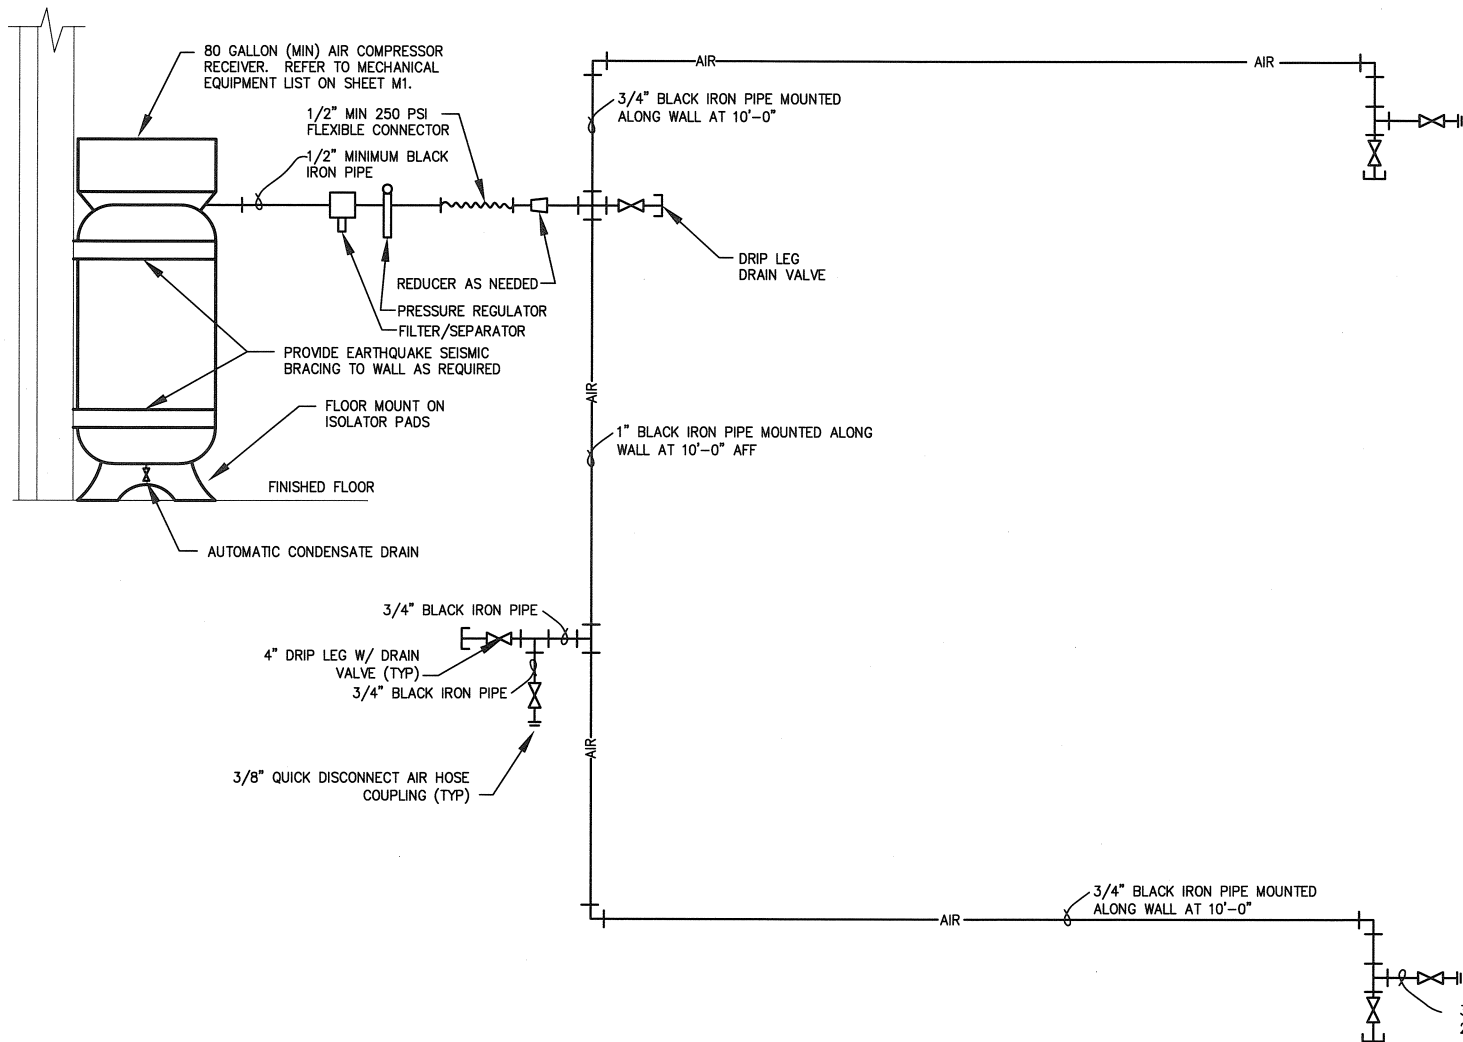 80 GALLON (MIN) AIR COMPRESSOR
RECEIVER. REFER TO MECHANICAL
EQUIPMENT LIST ON SHEET M1.
1/2" MIN 250 PSI
FLEXIBLE CONNECTOR
1/2" MINIMUM BLACK
IRON PIPE
AIR
AIR
3/4" BLACK IRON PIPE MOUNTED
ALONG WALL AT 10'-0"
DRIP LEG
DRAIN VALVE
REDUCER AS NEEDED
PRESSURE REGULATOR
FILTER/SEPARATOR
PROVIDE EARTHQUAKE SEISMIC
BRACING TO WALL AS REQUIRED
FLOOR MOUNT ON
ISOLATOR PADS
FINISHED FLOOR
AUTOMATIC CONDENSATE DRAIN
AIR
1" BLACK IRON PIPE MOUNTED ALONG
WALL AT 10'-0" AFF
3/4" BLACK IRON PIPE
4" DRIP LEG W/ DRAIN
VALVE (TYP)
3/4" BLACK IRON PIPE
3/8" QUICK DISCONNECT AIR HOSE
COUPLING (TYP)
AIR
3/4" BLACK IRON PIPE MOUNTED
ALONG WALL AT 10'-0"
AIR